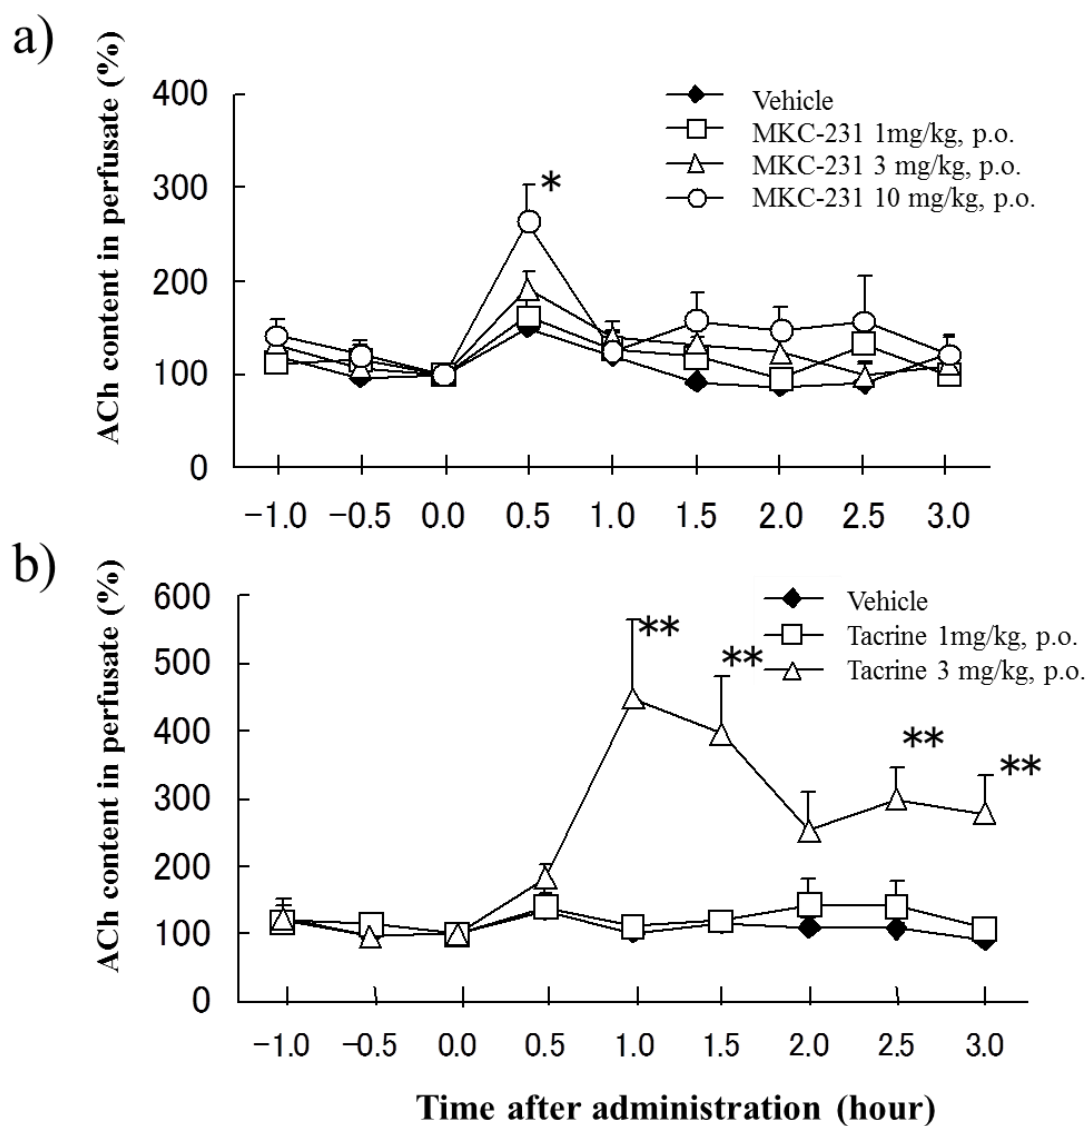 a)
ACh content in perfusate (%)
400
300
200
100
0
Vehicle
MKC-231 1mg/kg, p.o.
MKC-231 3 mg/kg, p.o.
MKC-231 10 mg/kg, p.o.
*
-1.0 -0.5 0.0 0.5 1.0 1.5 2.0 2.5 3.0
b)
ACh content in perfusate (%)
600
500
400
300
200
100
0
Vehicle
Tacrine 1mg/kg, p.o.
Tacrine 3 mg/kg, p.o.
**
**
**
**
-1.0 -0.5 0.0 0.5 1.0 1.5 2.0 2.5 3.0
Time after administration (hour)